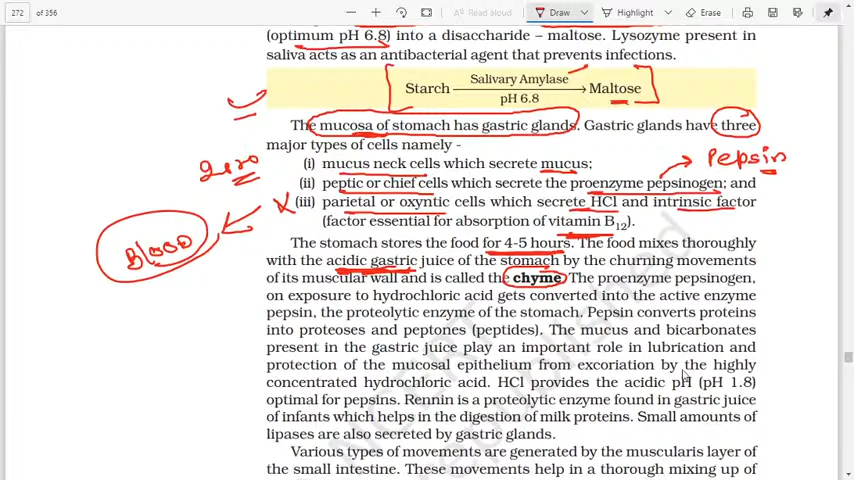 272 of 356
Read aloud
Draw
Highlight
Erase
(optimum pH 6.8) into a disaccharide – maltose. Lysozyme present in
saliva acts as an antibacterial agent that prevents infections.
Salivary Amylase
Starch → Maltose
pH 6.8
The mucosa of stomach has gastric glands. Gastric glands have three
major types of cells namely -
(i) mucus neck cells which secrete mucus;
Pepsin
(ii) peptic or chief cells which secrete the proenzyme pepsinogen; and
(iii) parietal or oxyntic cells which secrete HCl and intrinsic factor
(factor essential for absorption of vitamin B12).
Blood
The stomach stores the food for 4-5 hours. The food mixes thoroughly
with the acidic gastric juice of the stomach by the churning movements
of its muscular wall and is called the chyme. The proenzyme pepsinogen,
on exposure to hydrochloric acid gets converted into the active enzyme
pepsin, the proteolytic enzyme of the stomach. Pepsin converts proteins
into proteoses and peptones (peptides). The mucus and bicarbonates
present in the gastric juice play an important role in lubrication and
protection of the mucosal epithelium from excoriation by the highly
concentrated hydrochloric acid. HCl provides the acidic pH (pH 1.8)
optimal for pepsins. Rennin is a proteolytic enzyme found in gastric juice
of infants which helps in the digestion of milk proteins. Small amounts of
lipases are also secreted by gastric glands.
Various types of movements are generated by the muscularis layer of
the small intestine. These movements help in a thorough mixing up of